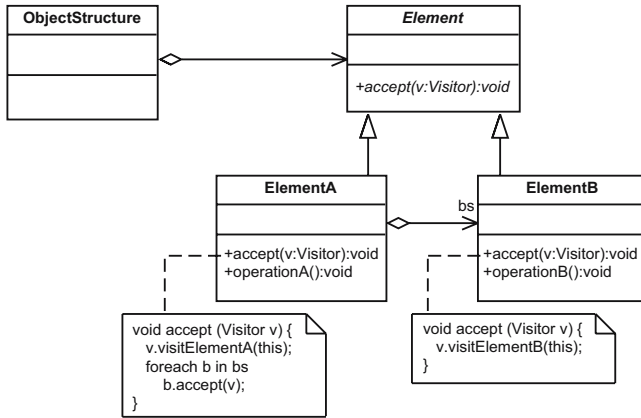 ObjectStructure
Element
+accept(v:Visitor):void
ElementA
ElementB
bs
+accept(v:Visitor):void
+operationA():void
+accept(v:Visitor):void
+operationB():void
void accept (Visitor v) {
v.visitElementA(this);
foreach b in bs
b.accept(v);
}
void accept (Visitor v) {
v.visitElementB(this);
}